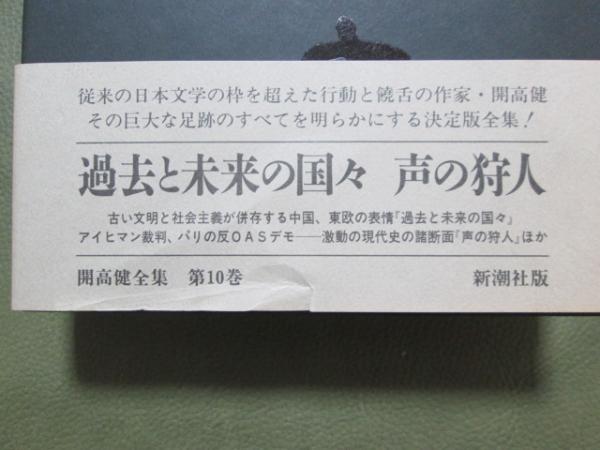 従来の日本文学の枠を超えた行動と饒舌の作家・開高健
その巨大な足跡のすべてを明らかにする決定版全集！
過去と未来の国々 声の狩人
古い文明と社会主義が併存する中国、東欧の表情『過去と未来の国々』
アイヒマン裁判、パリの反OASデモ――激動の現代史の諸断面『声の狩人』ほか
開高健全集 第10巻 新潮社版